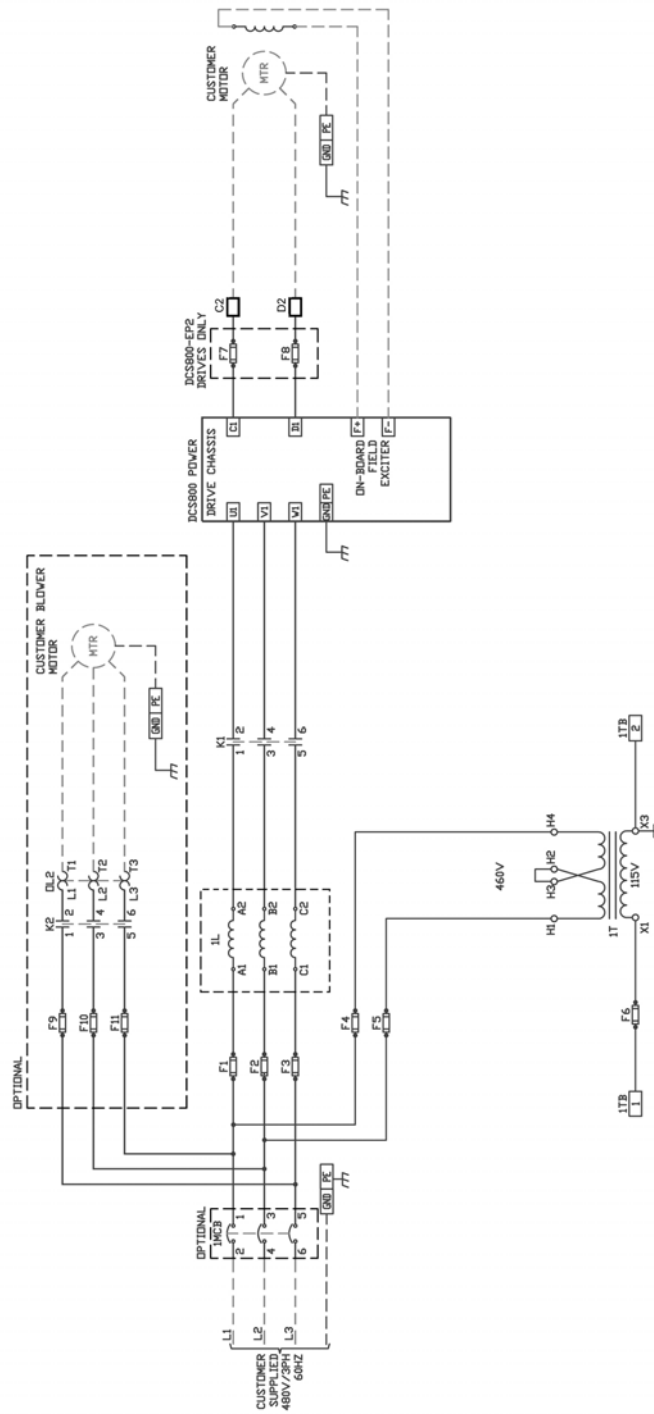 CUSTOMER
SUPPLIED
480V/3PH
60HZ
L1
L2
L3
OPTIONAL
1MCB
2
1
4
3
6
5
GND PE
OPTIONAL
F9
F10
F11
K2
1 2
3 4
5 6
OL2
L1 T1
L2 T2
L3 T3
CUSTOMER BLOWER
MOTOR
MTR
GND PE
F1
F2
F3
1L
A1 A2
B1 B2
C1 C2
K1
1 2
3 4
5 6
DCS800 POWER
DRIVE CHASSIS
U1
V1
W1
GND PE
C1
D1
F+
ON-BOARD
FIELD
EXCITER
F-
DCS800-EP2
DRIVES ONLY
F7
F8
C2
D2
CUSTOMER
MOTOR
MTR
GND PE
F4
F5
460V
H1 H3 H2 H4
1T
115V
X1
X3
1TB
1
F6
1TB
2